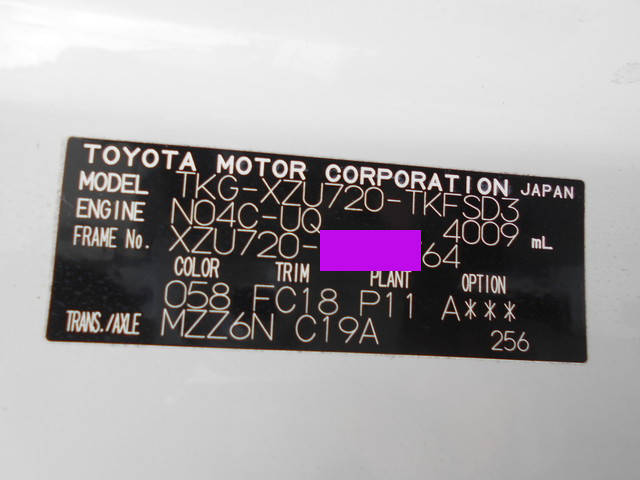 TOYOTA MOTOR CORPORATION JAPAN
MODEL TKG-XZU720-TKFSD3
ENGINE N04C-UQ 4009 mL
FRAME No. XZU720- 64
COLOR TRIM PLANT OPTION
058 FC18 P11 A***
TRANS./AXLE MZZ6N C19A 256